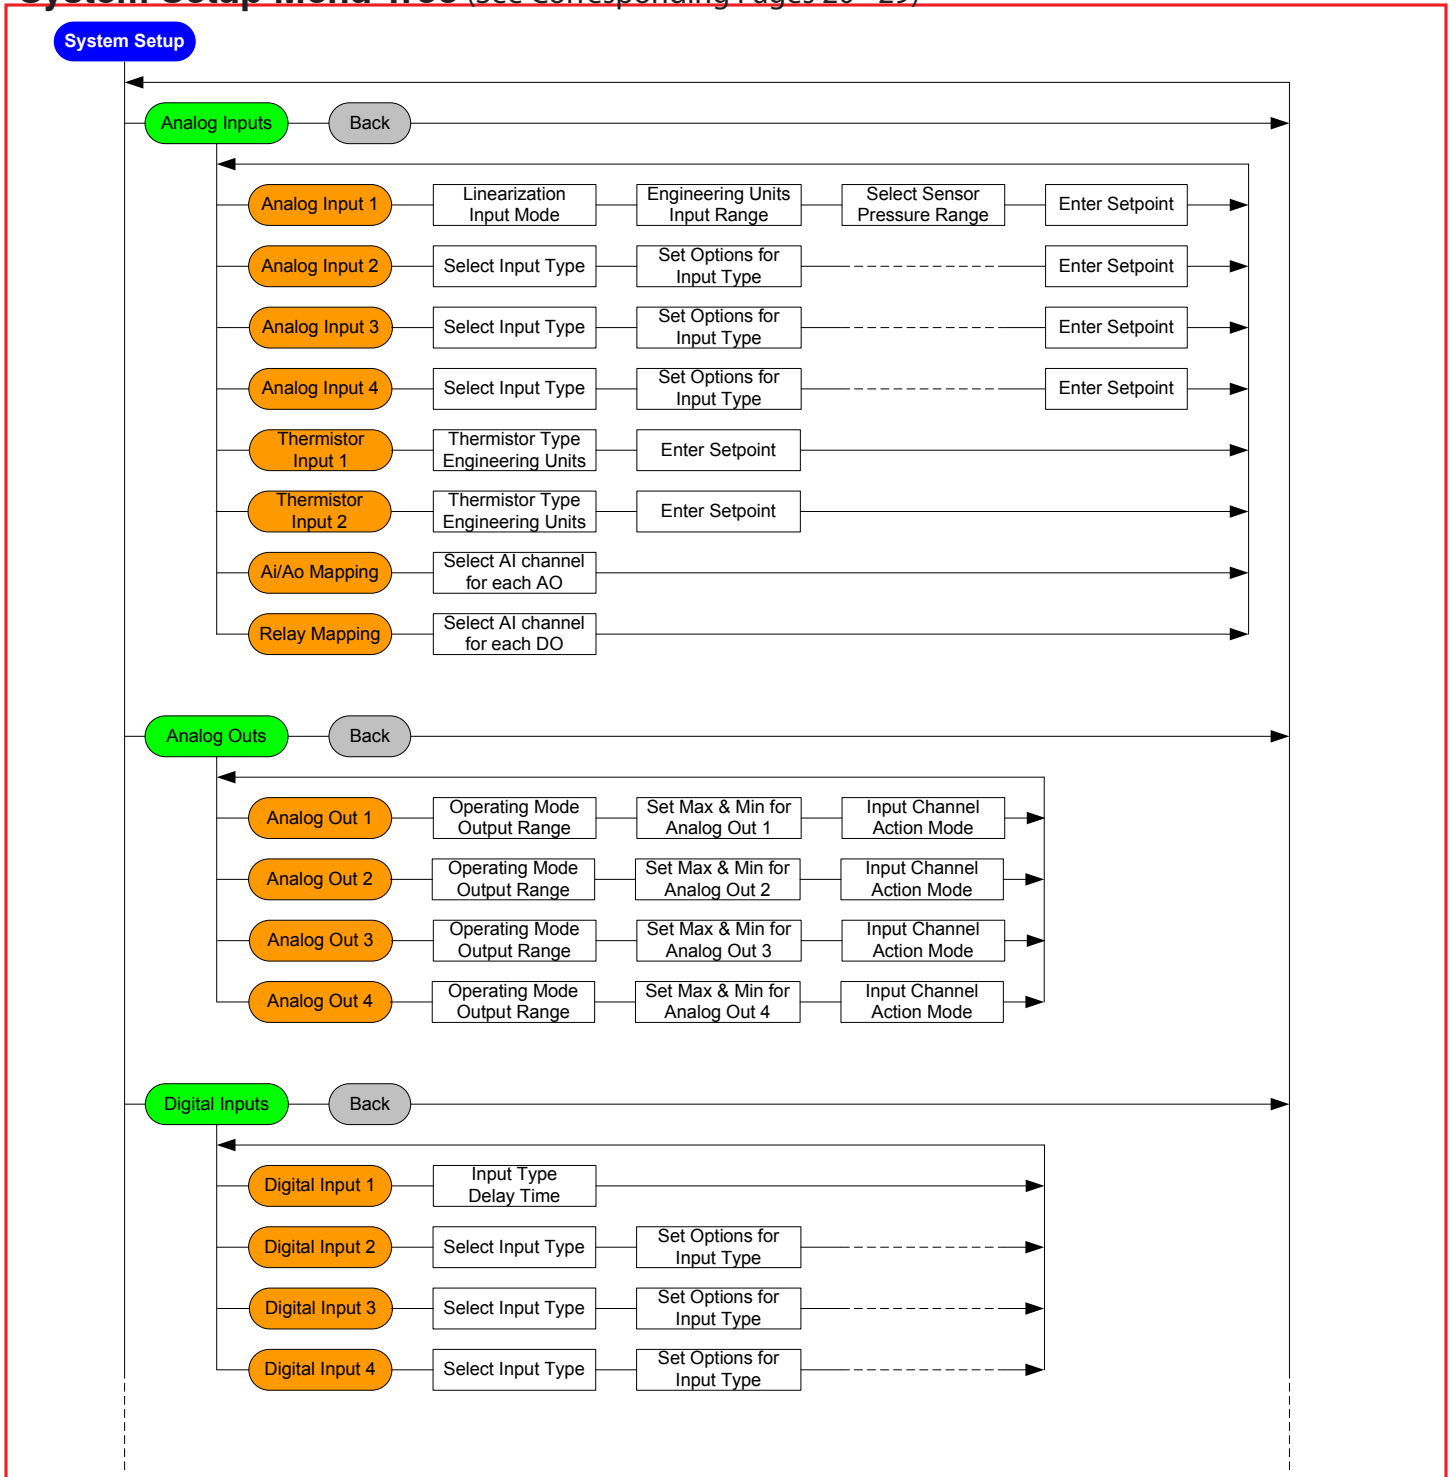 System Setup Menu Tree (See Corresponding Pages 20 - 29)
System Setup
Analog Inputs
Back
Analog Input 1
Linearization
Input Mode
Engineering Units
Input Range
Select Sensor
Pressure Range
Enter Setpoint
Analog Input 2
Select Input Type
Set Options for
Input Type
Enter Setpoint
Analog Input 3
Select Input Type
Set Options for
Input Type
Enter Setpoint
Analog Input 4
Select Input Type
Set Options for
Input Type
Enter Setpoint
Thermistor
Input 1
Thermistor Type
Engineering Units
Enter Setpoint
Thermistor
Input 2
Thermistor Type
Engineering Units
Enter Setpoint
Ai/Ao Mapping
Select AI channel
for each AO
Relay Mapping
Select AI channel
for each DO
Analog Outs
Back
Analog Out 1
Operating Mode
Output Range
Set Max & Min for
Analog Out 1
Input Channel
Action Mode
Analog Out 2
Operating Mode
Output Range
Set Max & Min for
Analog Out 2
Input Channel
Action Mode
Analog Out 3
Operating Mode
Output Range
Set Max & Min for
Analog Out 3
Input Channel
Action Mode
Analog Out 4
Operating Mode
Output Range
Set Max & Min for
Analog Out 4
Input Channel
Action Mode
Digital Inputs
Back
Digital Input 1
Input Type
Delay Time
Digital Input 2
Select Input Type
Set Options for
Input Type
Digital Input 3
Select Input Type
Set Options for
Input Type
Digital Input 4
Select Input Type
Set Options for
Input Type